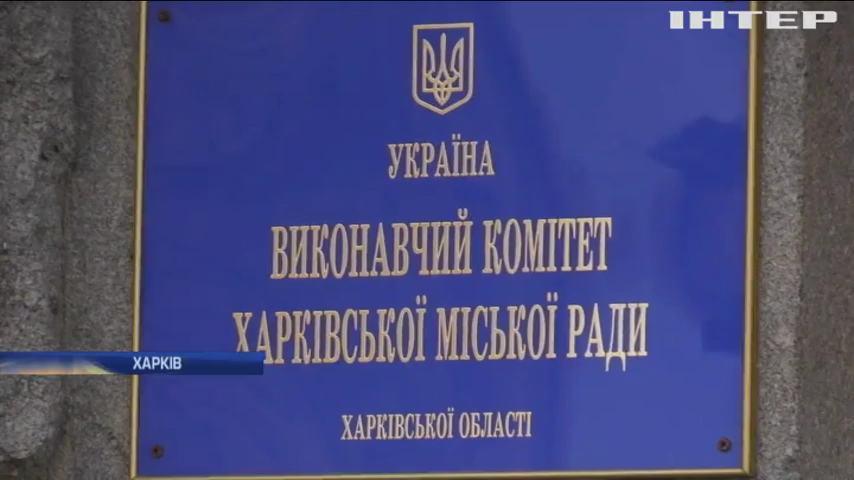 ІНТЕР
УКРАЇНА
ВИКОНАВЧИЙ КОМІТЕТ
ХАРКІВСЬКОЇ МІСЬКОЇ РАДИ
ХАРКІВ
ХАРКІВСЬКОЇ ОБЛАСТІ